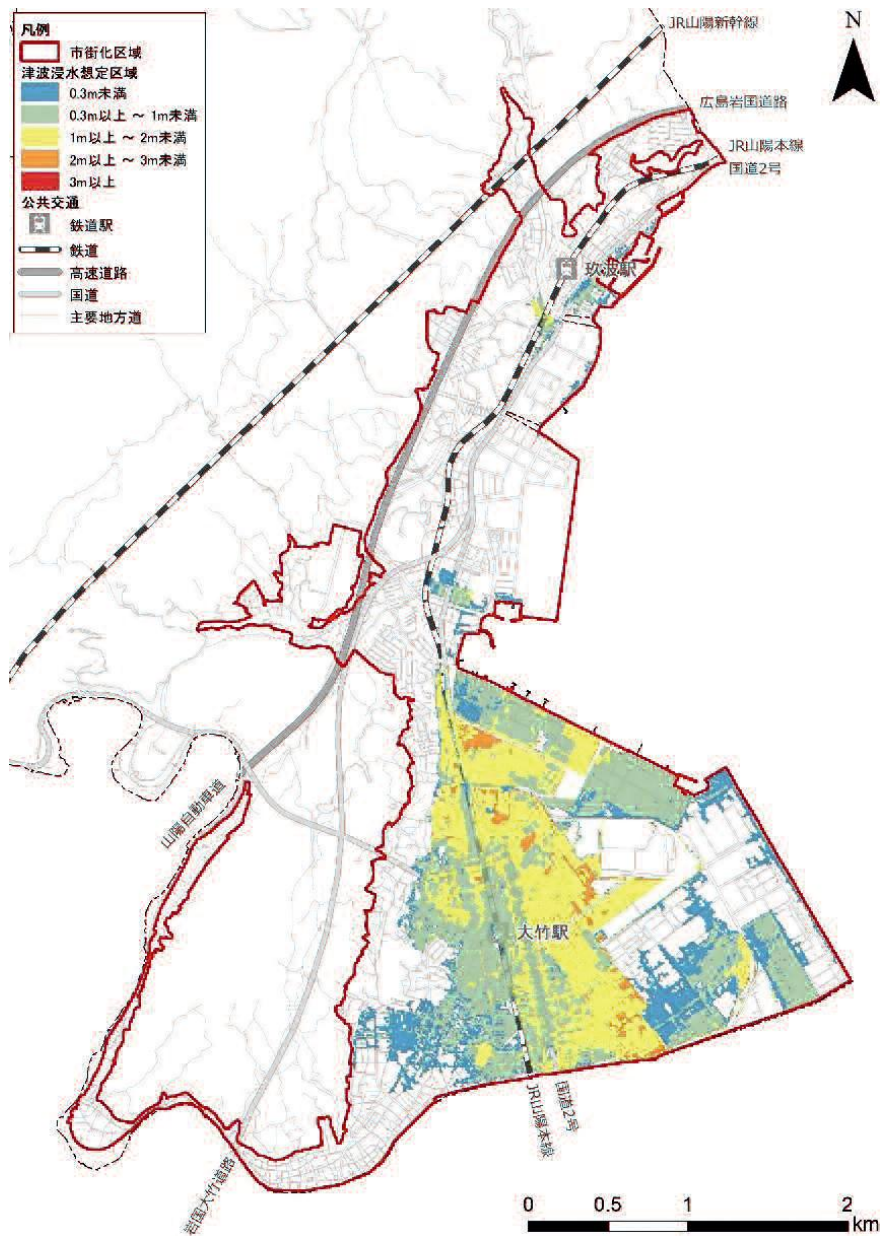 凡例
市街化区域
津波浸水想定区域
0.3m未満
0.3m以上 ～ 1m未満
1m以上 ～ 2m未満
2m以上 ～ 3m未満
3m以上
公共交通
鉄道駅
鉄道
高速道路
国道
主要地方道
JR山陽新幹線
N
広島岩国道路
JR山陽本線
国道2号
玖波駅
山陽自動車道
大竹駅
国道2号
JR山陽本線
岩国大竹道路
0 0.5 1 2
km